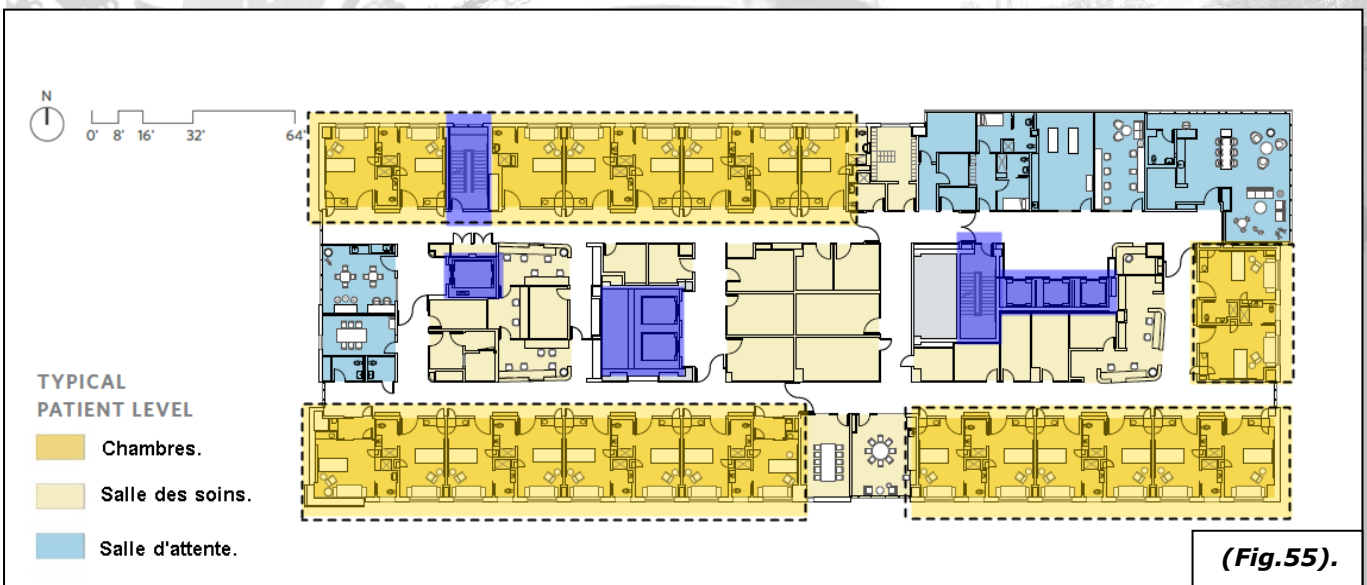 N
0' 8' 16' 32' 64'
TYPICAL
PATIENT LEVEL
Chambres.
Salle des soins.
Salle d'attente.
(Fig.55).